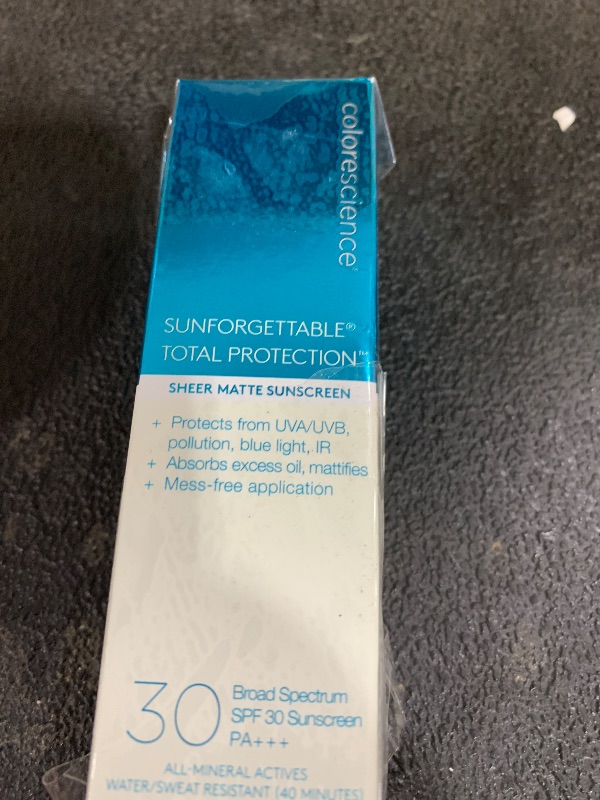 colorescience®
SUNFORGETTABLE®
TOTAL PROTECTION™
SHEER MATTE SUNSCREEN
+ Protects from UVA/UVB,
pollution, blue light, IR
+ Absorbs excess oil, mattifies
+ Mess-free application
30
Broad Spectrum
SPF 30 Sunscreen
PA+++
ALL-MINERAL ACTIVES
WATER/SWEAT RESISTANT (40 MINUTES)